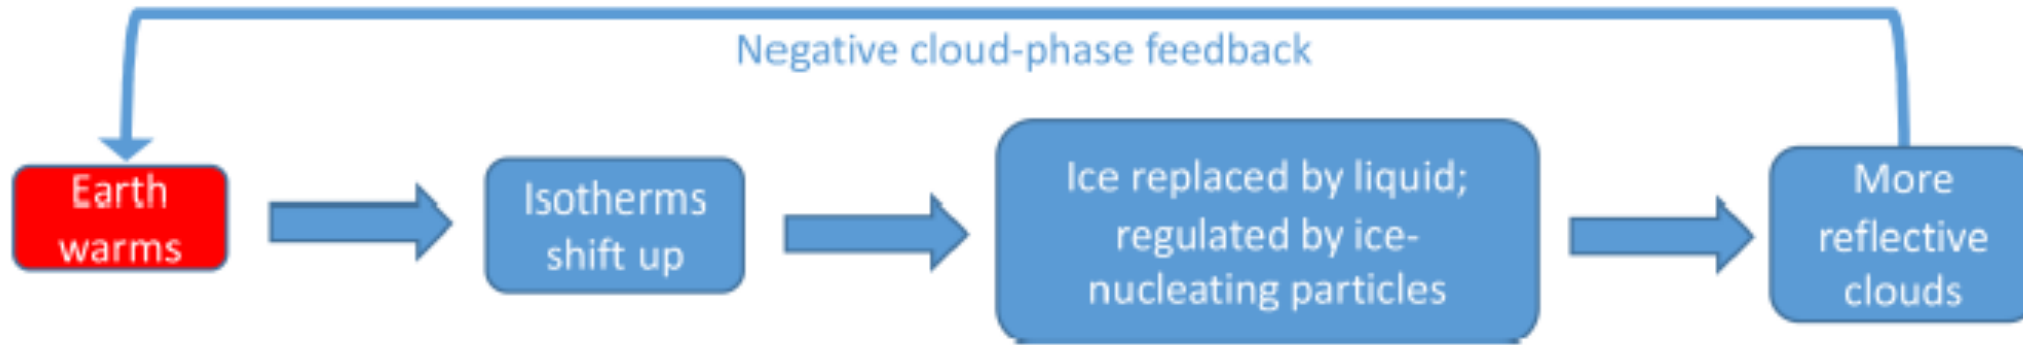 Negative cloud-phase feedback
Earth
warms
Isotherms
shift up
Ice replaced by liquid;
regulated by ice-
nucleating particles
More
reflective
clouds